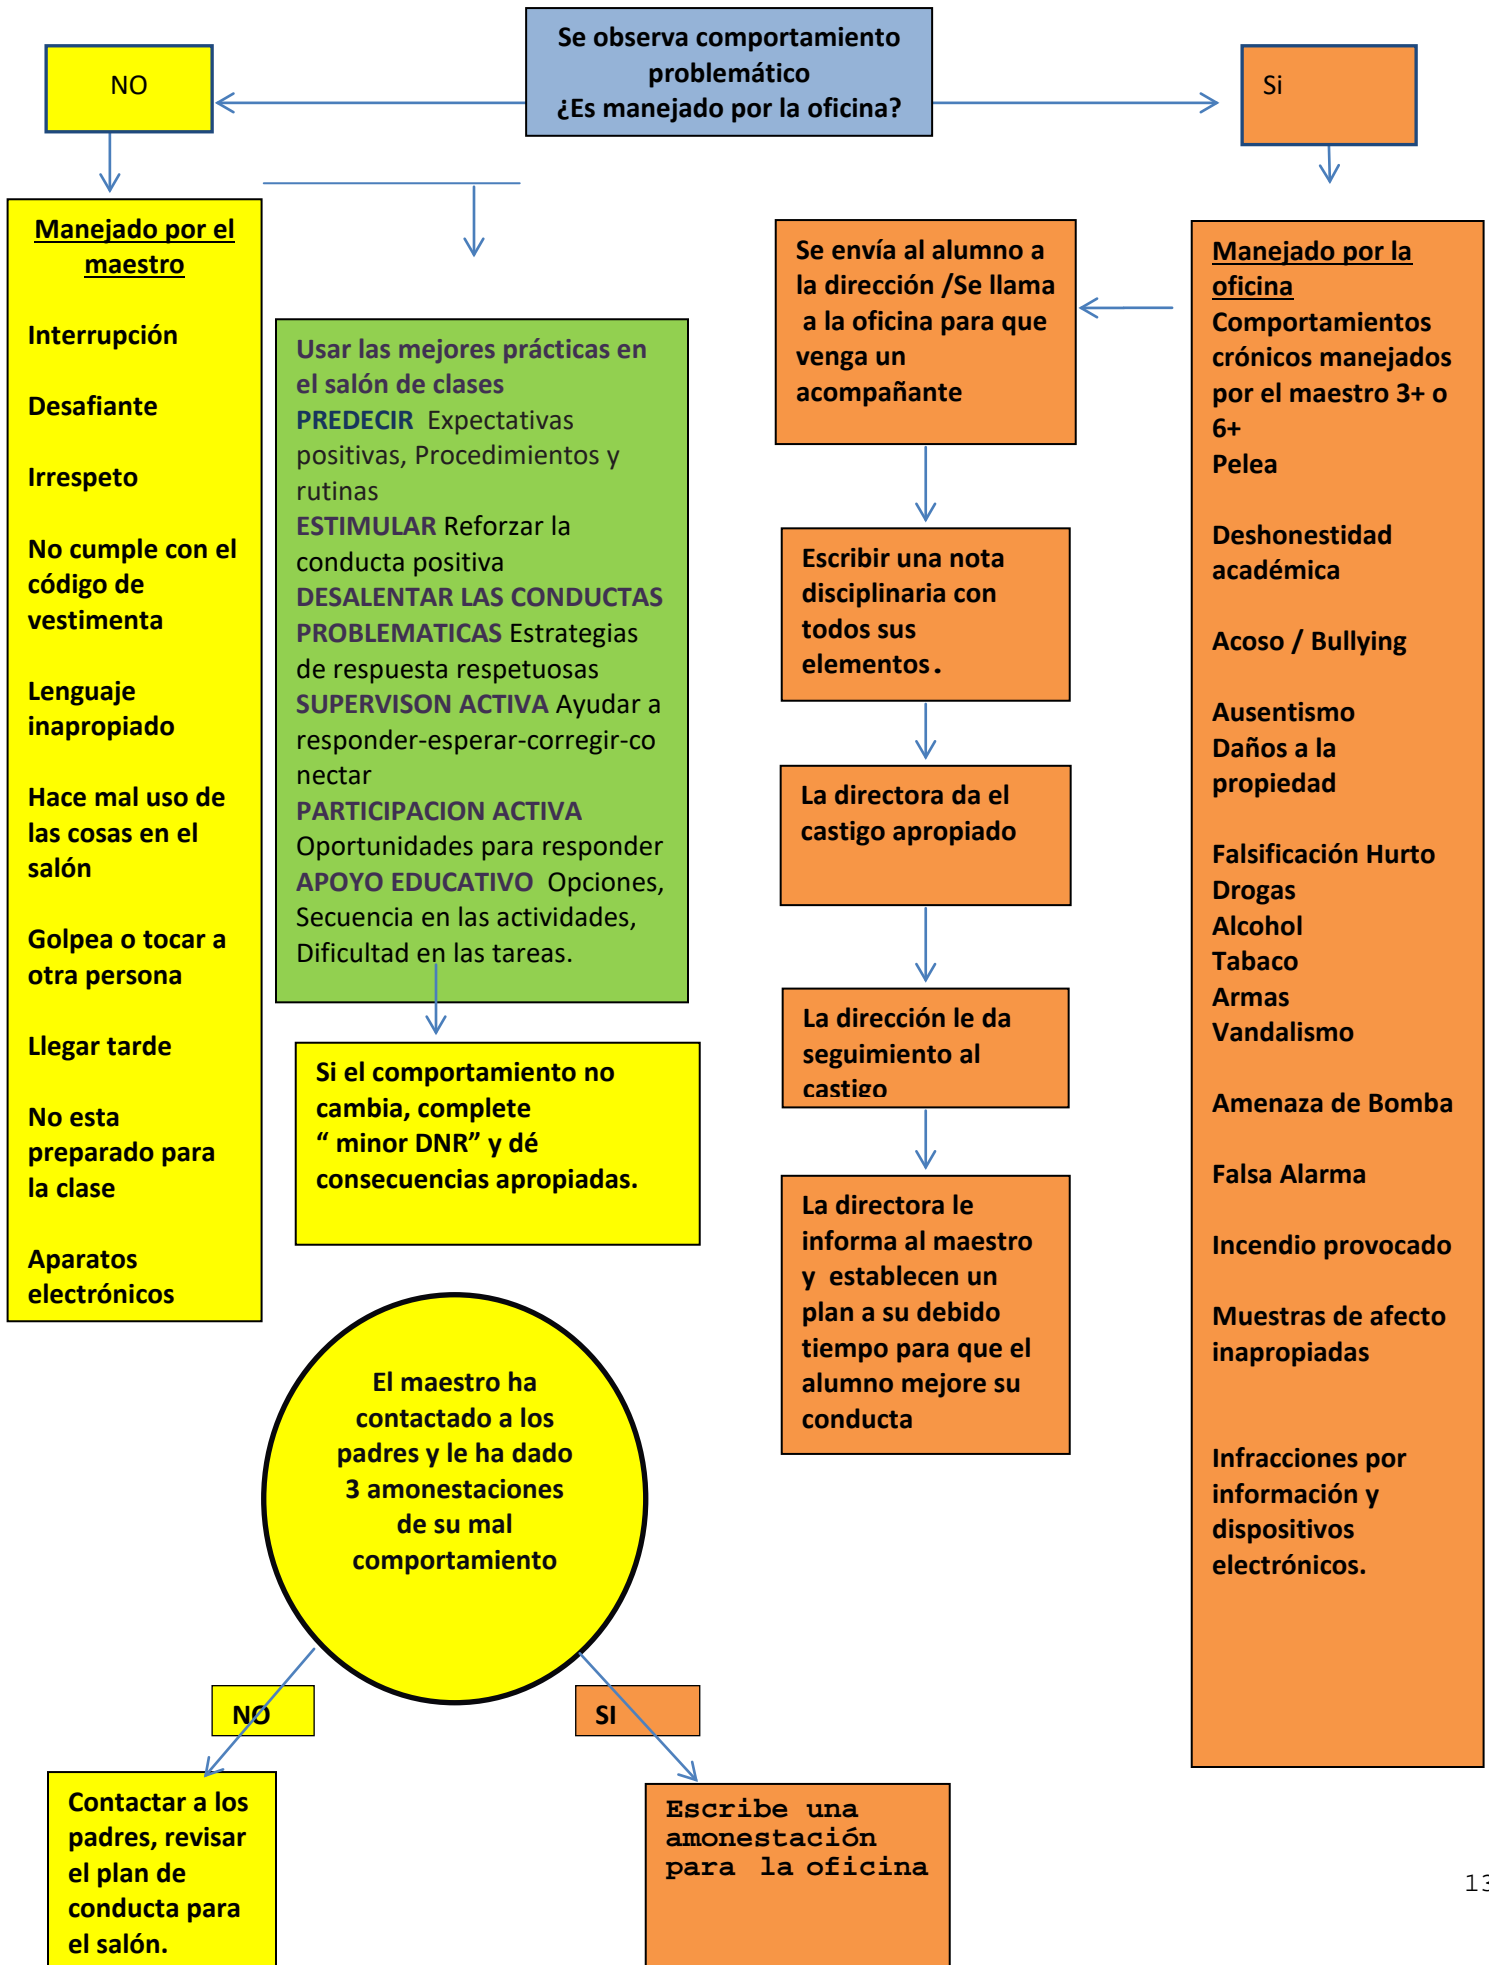 Se observa comportamiento
problemático
¿Es manejado por la oficina?
NO
Si
Manejado por el
maestro
Interrupción
Desafiante
Irrespeto
No cumple con el
código de
vestimenta
Lenguaje
inapropiado
Hace mal uso de
las cosas en el
salón
Golpea o tocar a
otra persona
Llegar tarde
No esta
preparado para
la clase
Aparatos
electrónicos
Usar las mejores prácticas en
el salón de clases
PREDECIR Expectativas
positivas, Procedimientos y
rutinas
ESTIMULAR Reforzar la
conducta positiva
DESALENTAR LAS CONDUCTAS
PROBLEMATICAS Estrategias
de respuesta respetuosas
SUPERVISON ACTIVA Ayudar a
responder-esperar-corregir-co
nectar
PARTICIPACION ACTIVA
Oportunidades para responder
APOYO EDUCATIVO Opciones,
Secuencia en las actividades,
Dificultad en las tareas.
Si el comportamiento no
cambia, complete
“ minor DNR” y dé
consecuencias apropiadas.
Se envía al alumno a
la dirección /Se llama
a la oficina para que
venga un
acompañante
Escribir una nota
disciplinaria con
todos sus
elementos.
La directora da el
castigo apropiado
La dirección le da
seguimiento al
castigo
La directora le
informa al maestro
y establecen un
plan a su debido
tiempo para que el
alumno mejore su
conducta
Manejado por la
oficina
Comportamientos
crónicos manejados
por el maestro 3+ o
6+
Pelea
Deshonestidad
académica
Acoso / Bullying
Ausentismo
Daños a la
propiedad
Falsificación Hurto
Drogas
Alcohol
Tabaco
Armas
Vandalismo
Amenaza de Bomba
Falsa Alarma
Incendio provocado
Muestras de afecto
inapropiadas
Infracciones por
información y
dispositivos
electrónicos.
El maestro ha
contactado a los
padres y le ha dado
3 amonestaciones
de su mal
comportamiento
NO
SI
Contactar a los
padres, revisar
el plan de
conducta para
el salón.
Escribe una
amonestación
para la oficina
13